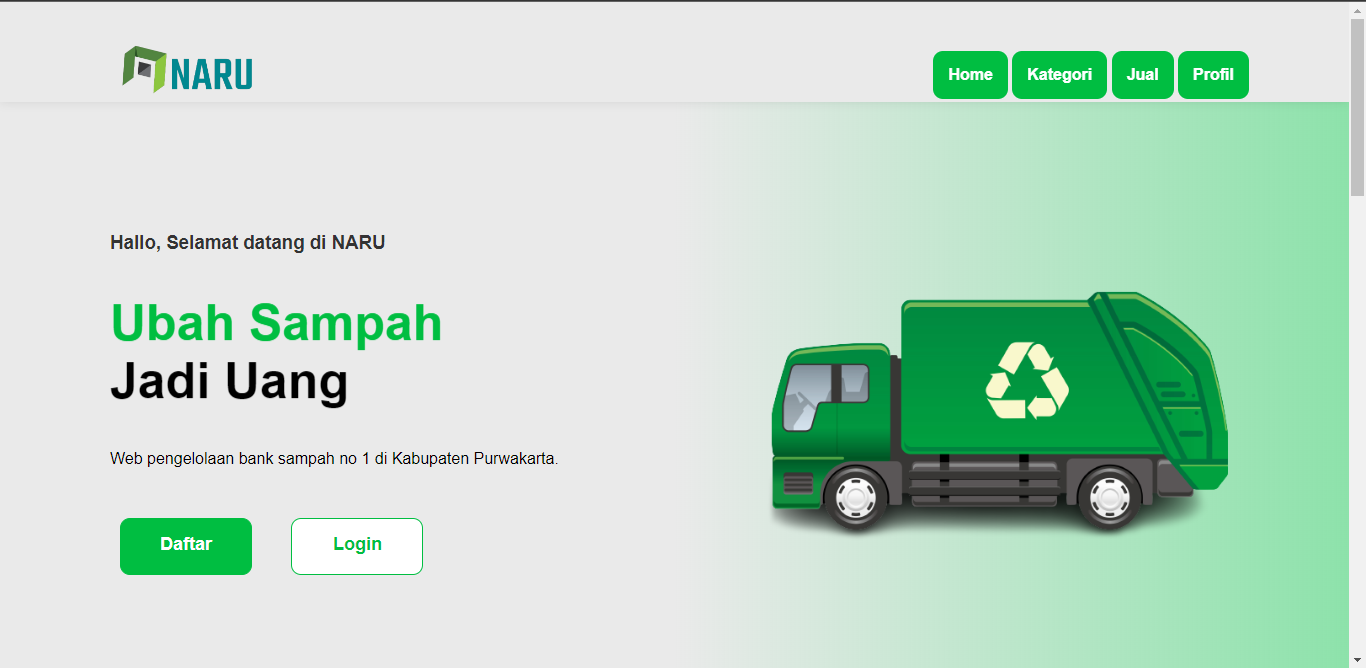 NARU
Home Kategori Jual Profil
Hallo, Selamat datang di NARU
Ubah Sampah
Jadi Uang
Web pengelolaan bank sampah no 1 di Kabupaten Purwakarta.
Daftar Login